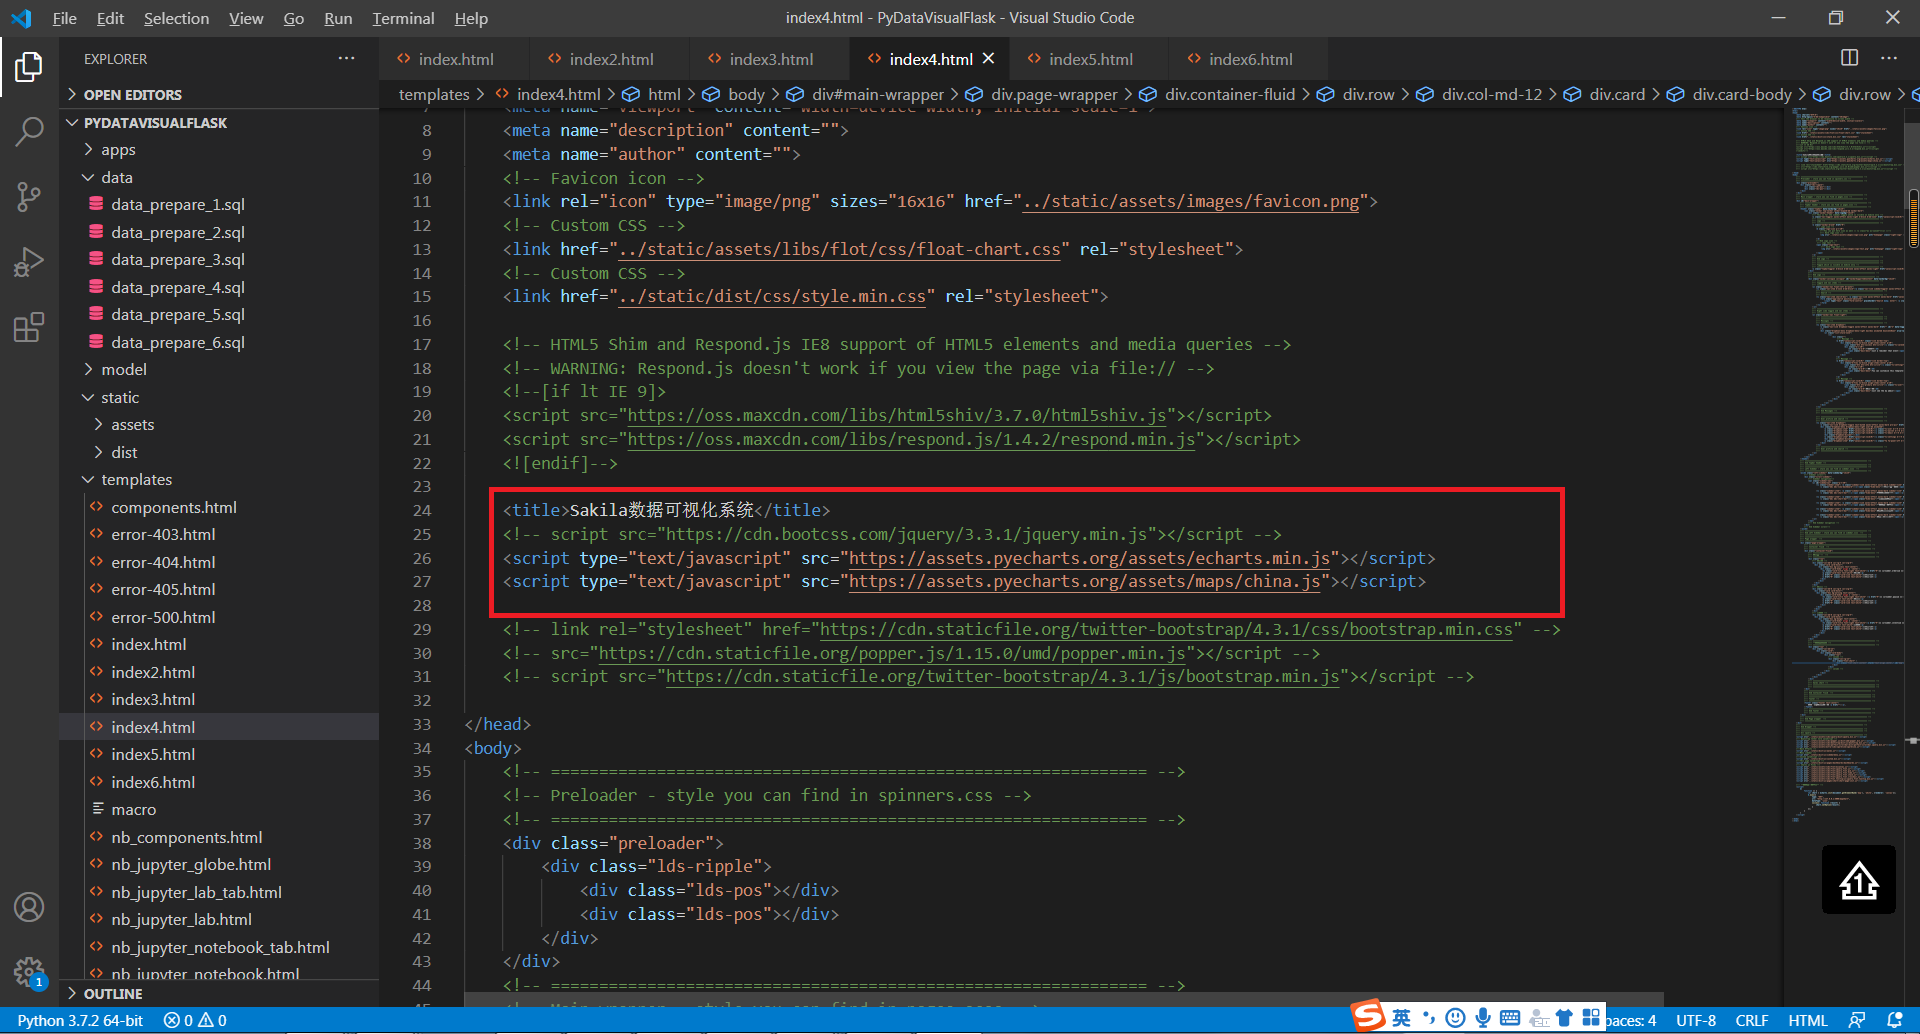 File Edit Selection View Go Run Terminal Help
index4.html - PyDataVisualFlask - Visual Studio Code
EXPLORER
index.html
index2.html
index3.html
index4.html
index5.html
index6.html
OPEN EDITORS
templates > index4.html > html > body > div#main-wrapper > div.page-wrapper > div.container-fluid > div.row > div.col-md-12 > div.card > div.card-body > div.row >
PYDATAVISUALFLASK
apps
data
data_prepare_1.sql
data_prepare_2.sql
data_prepare_3.sql
data_prepare_4.sql
data_prepare_5.sql
data_prepare_6.sql
model
static
assets
dist
templates
components.html
error-403.html
error-404.html
error-405.html
error-500.html
index.html
index2.html
index3.html
index4.html
index5.html
index6.html
macro
nb_components.html
nb_jupyter_globe.html
nb_jupyter_lab_tab.html
nb_jupyter_lab.html
nb_jupyter_notebook_tab.html
nb_jupyter_notebook.html
OUTLINE
8 <meta name="description" content="">
9 <meta name="author" content="">
10 <!-- Favicon icon -->
11 <link rel="icon" type="image/png" sizes="16x16" href="../static/assets/images/favicon.png">
12 <!-- Custom CSS -->
13 <link href="../static/assets/libs/flot/css/float-chart.css" rel="stylesheet">
14 <!-- Custom CSS -->
15 <link href="../static/dist/css/style.min.css" rel="stylesheet">
16
17 <!-- HTML5 Shim and Respond.js IE8 support of HTML5 elements and media queries -->
18 <!-- WARNING: Respond.js doesn't work if you view the page via file:// -->
19 <!--[if lt IE 9]>
20 <script src="https://oss.maxcdn.com/libs/html5shiv/3.7.0/html5shiv.js"></script>
21 <script src="https://oss.maxcdn.com/libs/respond.js/1.4.2/respond.min.js"></script>
22 <![endif]-->
23
24 <title>Sakila数据可视化系统</title>
25 <!-- script src="https://cdn.bootcss.com/jquery/3.3.1/jquery.min.js"></script -->
26 <script type="text/javascript" src="https://assets.pyecharts.org/assets/echarts.min.js"></script>
27 <script type="text/javascript" src="https://assets.pyecharts.org/assets/maps/china.js"></script>
28
29 <!-- link rel="stylesheet" href="https://cdn.staticfile.org/twitter-bootstrap/4.3.1/css/bootstrap.min.css" -->
30 <!-- src="https://cdn.staticfile.org/popper.js/1.15.0/umd/popper.min.js"></script -->
31 <!-- script src="https://cdn.staticfile.org/twitter-bootstrap/4.3.1/js/bootstrap.min.js"></script -->
32
33 </head>
34 <body>
35 <!-- ============================================================== -->
36 <!-- Preloader - style you can find in spinners.css -->
37 <!-- ============================================================== -->
38 <div class="preloader">
39 <div class="lds-ripple">
40 <div class="lds-pos"></div>
41 <div class="lds-pos"></div>
42 </div>
43 </div>
44 <!-- ============================================================== -->
1
Python 3.7.2 64-bit 0 0
英
paces: 4 UTF-8 CRLF HTML